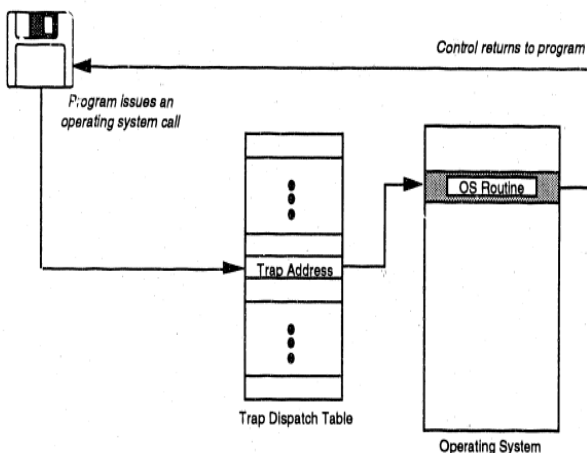 Control returns to program
Program issues an
operating system call
OS Routine
Trap Address
Trap Dispatch Table
Operating System